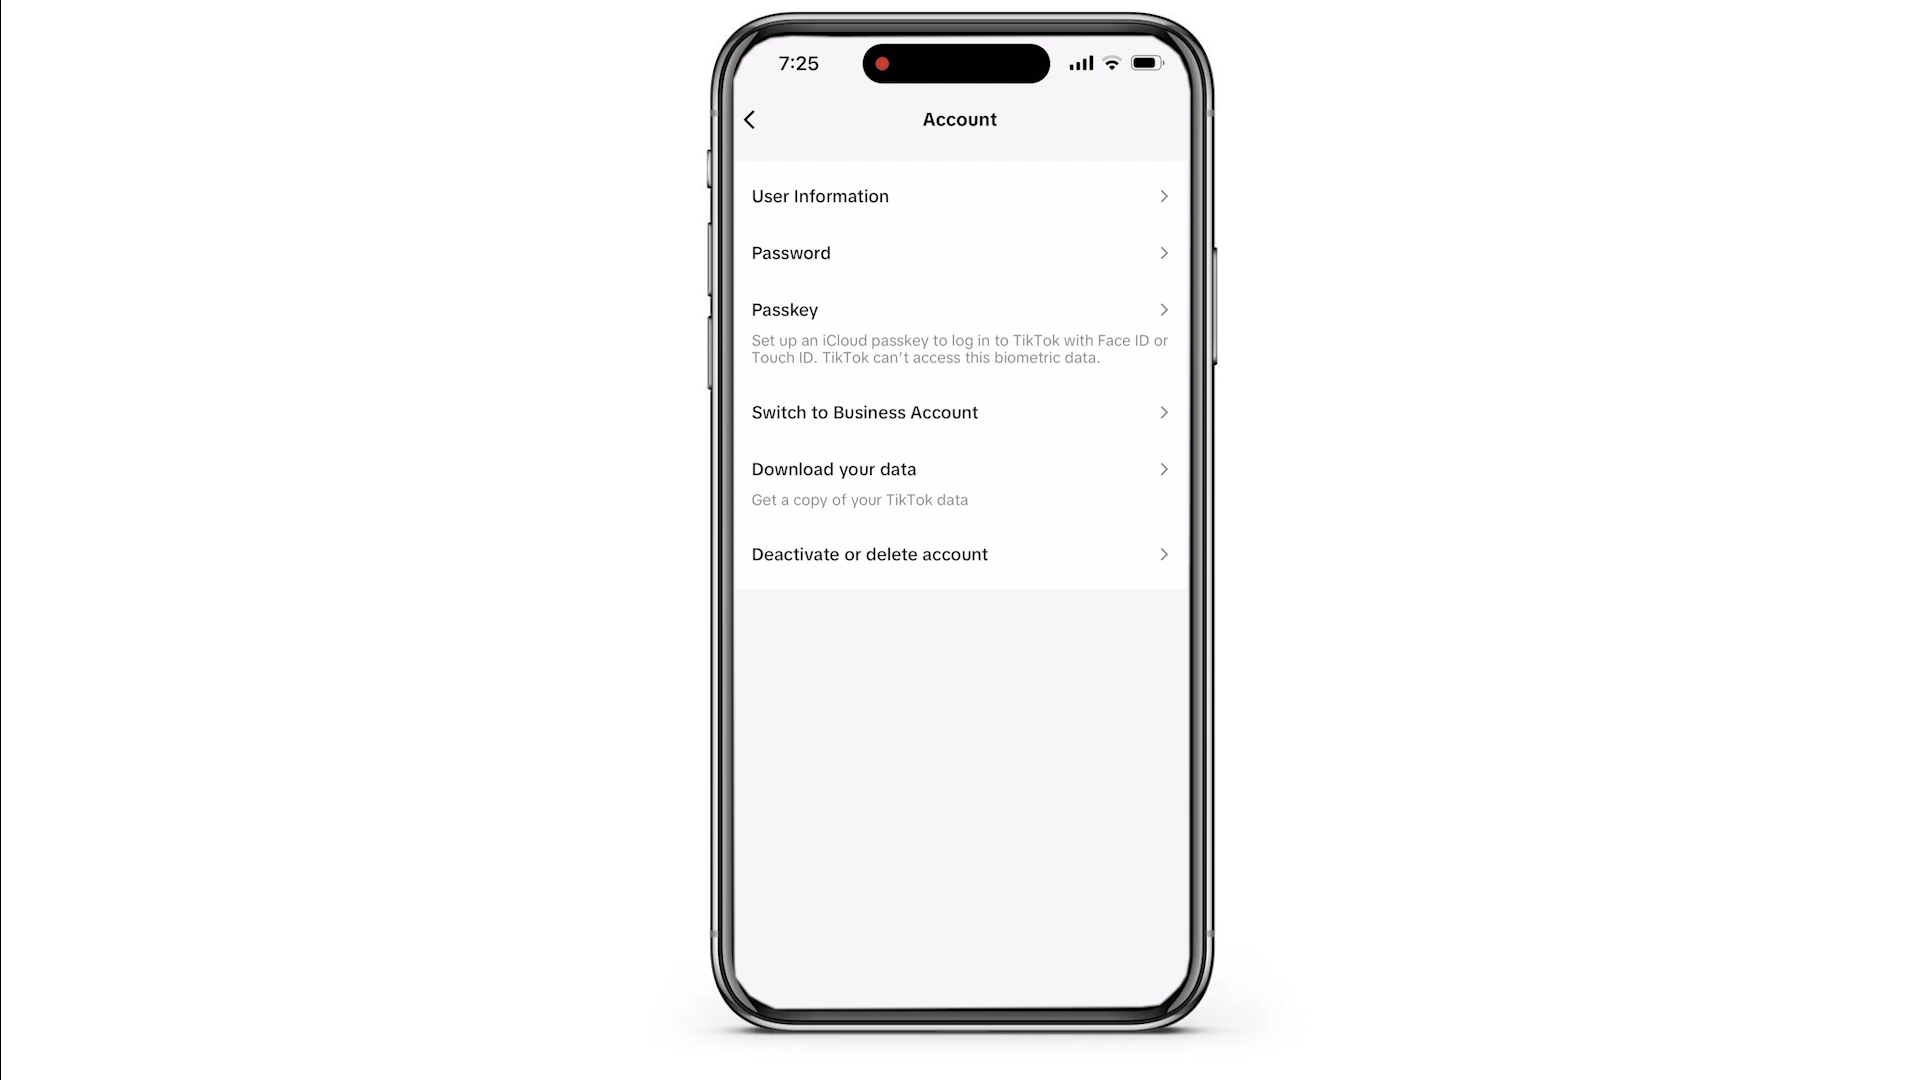 7:25
Account
User Information
Password
Passkey
Set up an iCloud passkey to log in to TikTok with Face ID or
Touch ID. TikTok can’t access this biometric data.
Switch to Business Account
Download your data
Get a copy of your TikTok data
Deactivate or delete account